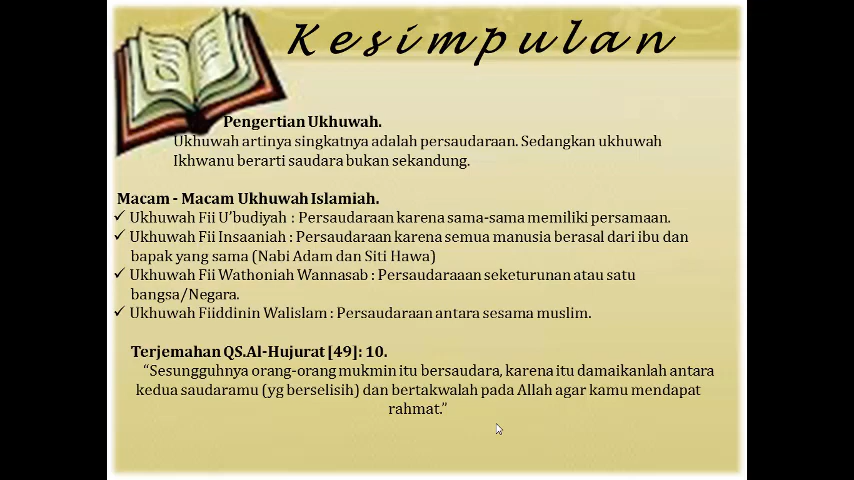 Kesimpulan
Pengertian Ukhuwah.
Ukhuwah artinya singkatnya adalah persaudaraan. Sedangkan ukhuwah
Ikhwanu berarti saudara bukan sekandung.
Macam - Macam Ukhuwah Islamiah.
✓ Ukhuwah Fii U’budiyah : Persaudaraan karena sama-sama memiliki persamaan.
✓ Ukhuwah Fii Insaaniah : Persaudaraan karena semua manusia berasal dari ibu dan
bapak yang sama (Nabi Adam dan Siti Hawa)
✓ Ukhuwah Fii Wathoniah Wannasab : Persaudaraaan seketurunan atau satu
bangsa/Negara.
✓ Ukhuwah Fiiddinin Walislam : Persaudaraan antara sesama muslim.
Terjemahan QS.Al-Hujurat [49]: 10.
“Sesungguhnya orang-orang mukmin itu bersaudara, karena itu damaikanlah antara
kedua saudaramu (yg berselisih) dan bertakwalah pada Allah agar kamu mendapat
rahmat.”